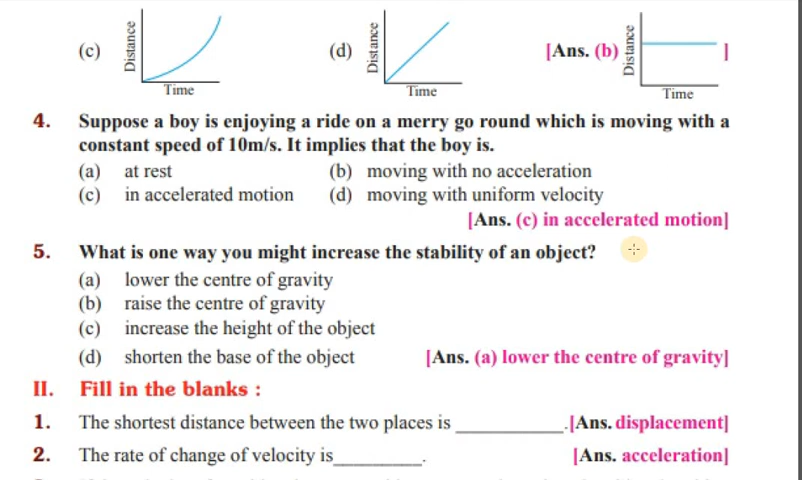 (c) Distance Time (d) Distance Time [Ans. (b) Distance Time ]
4. Suppose a boy is enjoying a ride on a merry go round which is moving with a
constant speed of 10m/s. It implies that the boy is.
(a) at rest (b) moving with no acceleration
(c) in accelerated motion (d) moving with uniform velocity
[Ans. (c) in accelerated motion]
5. What is one way you might increase the stability of an object?
(a) lower the centre of gravity
(b) raise the centre of gravity
(c) increase the height of the object
(d) shorten the base of the object [Ans. (a) lower the centre of gravity]
II. Fill in the blanks :
1. The shortest distance between the two places is ____________.[Ans. displacement]
2. The rate of change of velocity is__________. [Ans. acceleration]